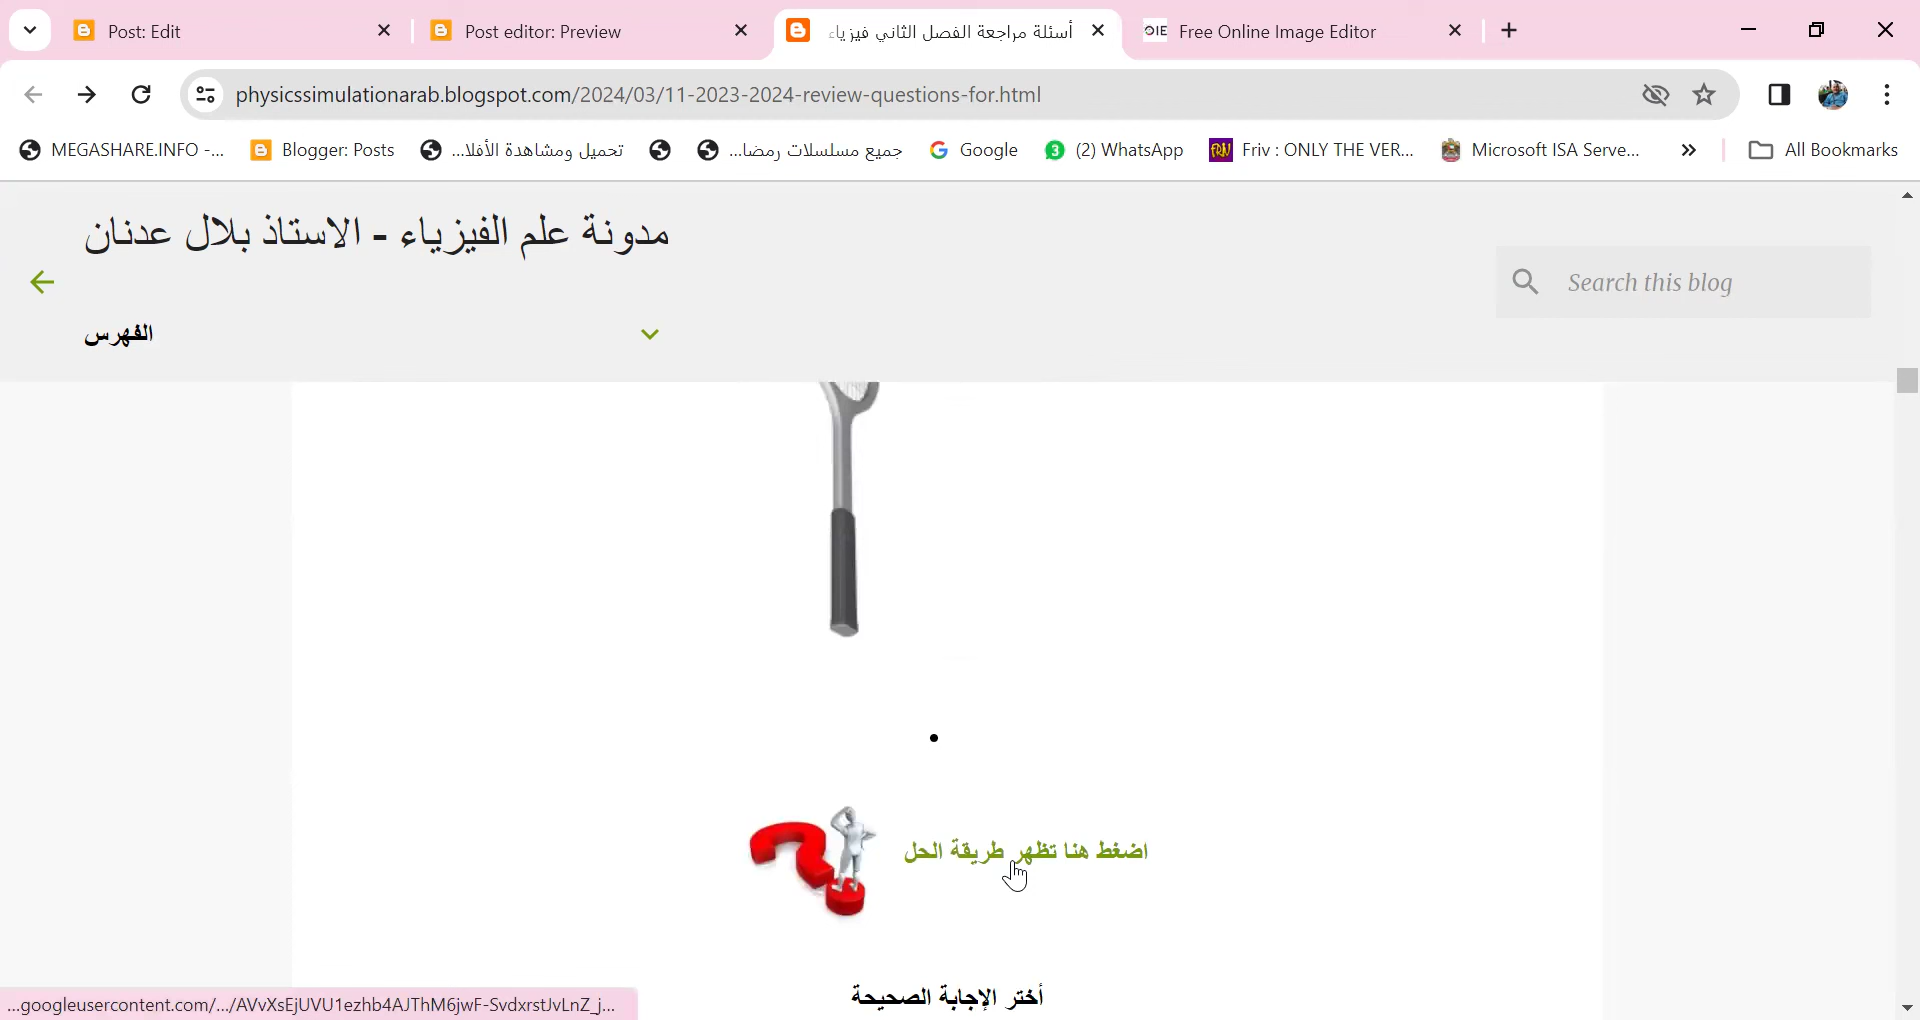 Post: Edit
Post editor: Preview
أسئلة مراجعة الفصل الثاني فيزياء
Free Online Image Editor
physicssimulationarab.blogspot.com/2024/03/11-2023-2024-review-questions-for.html
MEGASHARE.INFO -...
Blogger: Posts
تحميل ومشاهدة الأفلا...
جميع مسلسلات رمضا...
Google
(2) WhatsApp
Friv : ONLY THE VER...
Microsoft ISA Serve...
All Bookmarks
مدونة علم الفيزياء - الاستاذ بلال عدنان
Search this blog
الفهرس
اضغط هنا تظهر طريقة الحل
أختر الإجابة الصحيحة
...googleusercontent.com/.../AVvXsEjUVU1ezhb4AJThM6jwF-SvdxrstJvLnZ_j...